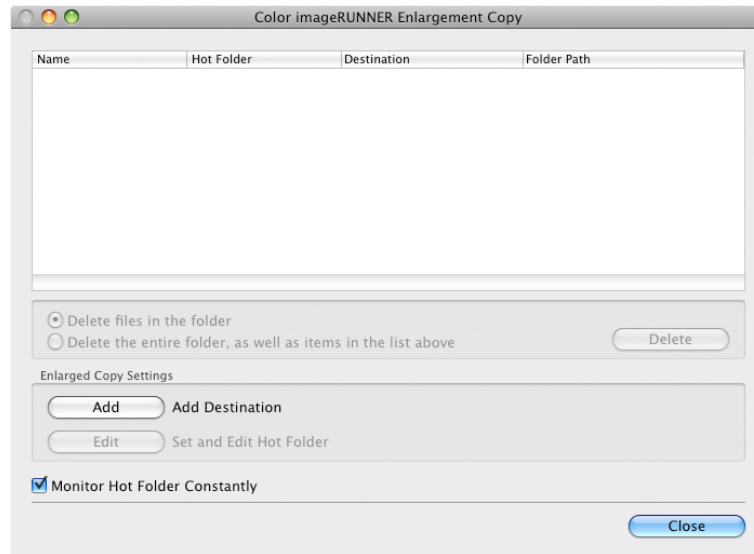 Color imageRUNNER Enlargement Copy
Name Hot Folder Destination Folder Path
Delete files in the folder
Delete the entire folder, as well as items in the list above
Delete
Enlarged Copy Settings
Add Add Destination
Edit Set and Edit Hot Folder
Monitor Hot Folder Constantly
Close